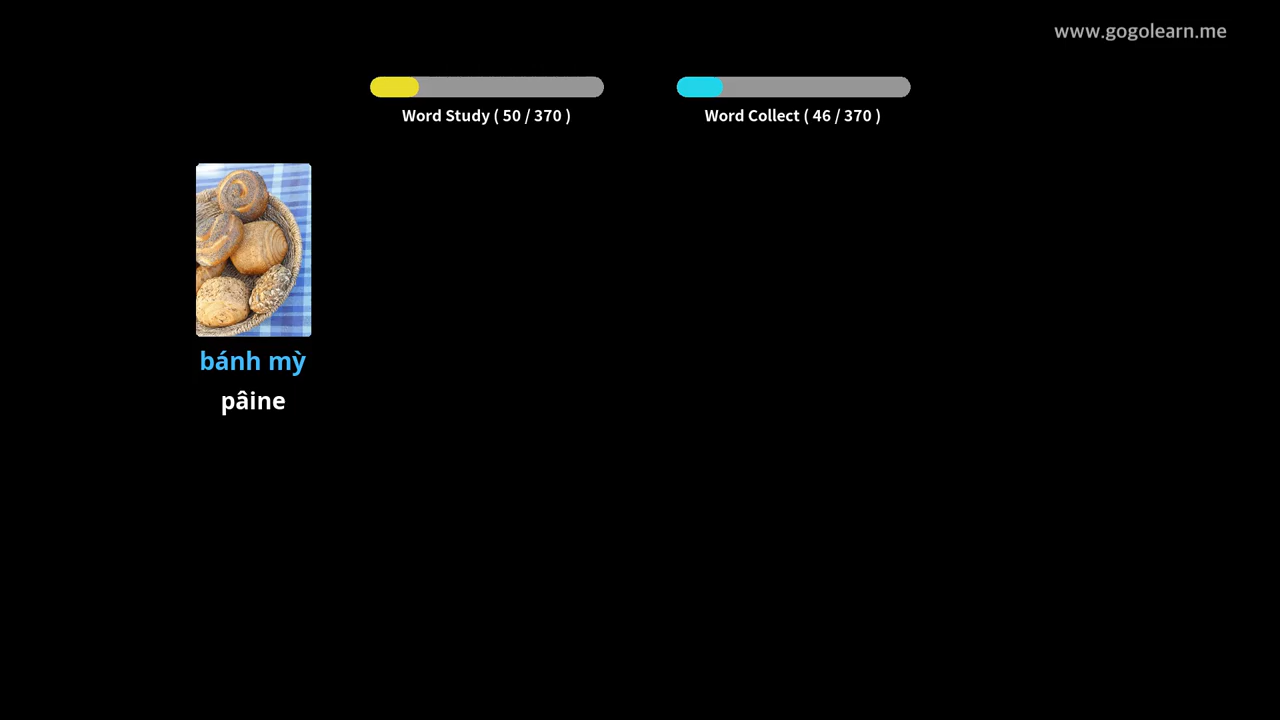 www.gogolearn.me
Word Study ( 50 / 370 )
Word Collect ( 46 / 370 )
bánh mỳ
pâine